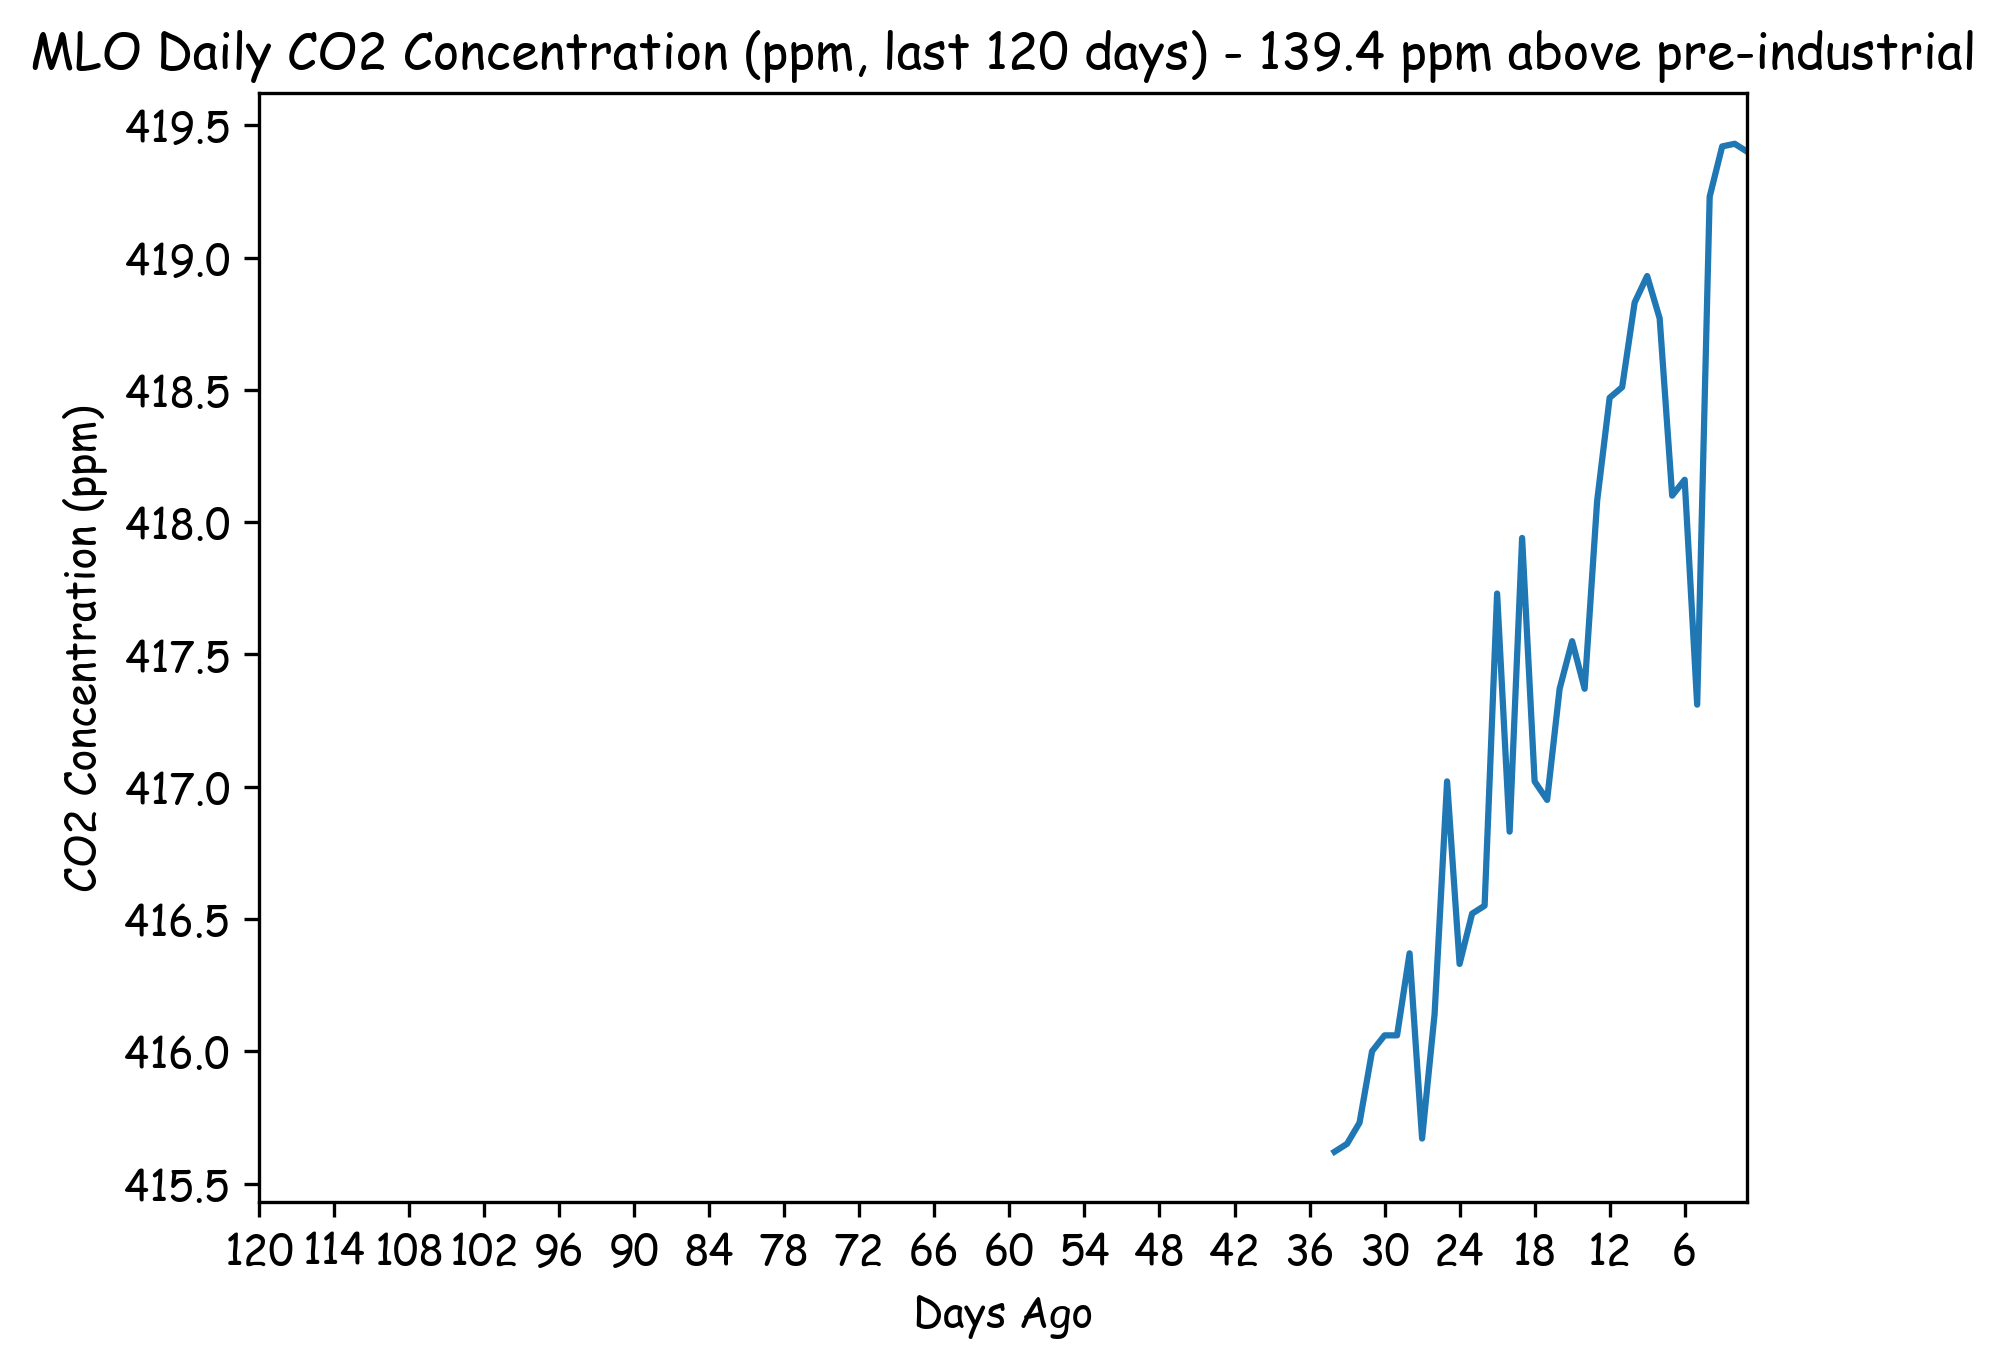 MLO Daily CO2 Concentration (ppm, last 120 days) - 139.4 ppm above pre-industrial
419.5
419.0
418.5
418.0
417.5
417.0
416.5
416.0
415.5
CO2 Concentration (ppm)
120 114 108 102 96 90 84 78 72 66 60 54 48 42 36 30 24 18 12 6
Days Ago